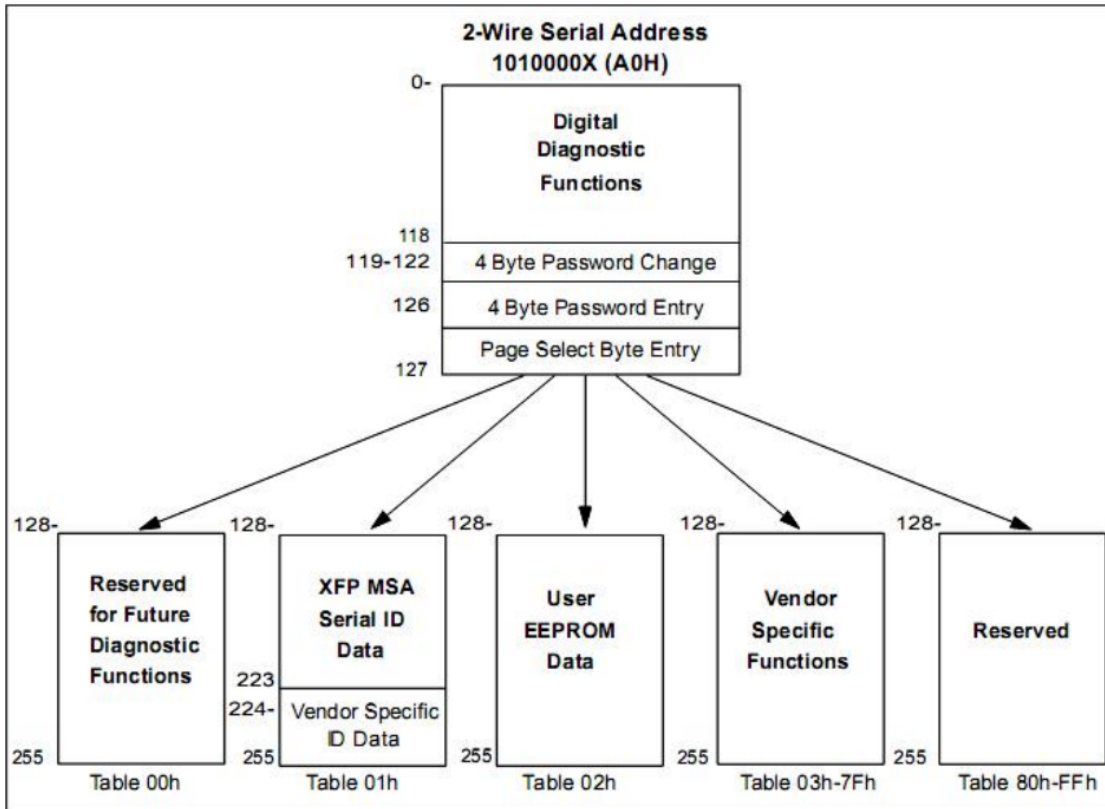 2-Wire Serial Address
1010000X (A0H)
0-
Digital
Diagnostic
Functions
118
119-122
4 Byte Password Change
126
4 Byte Password Entry
Page Select Byte Entry
127
128-
Reserved
for Future
Diagnostic
Functions
255
Table 00h
128-
XFP MSA
Serial ID
Data
223
224-
Vendor Specific
ID Data
255
Table 01h
128-
User
EEPROM
Data
255
Table 02h
128-
Vendor
Specific
Functions
255
Table 03h-7Fh
128-
Reserved
255
Table 80h-FFh